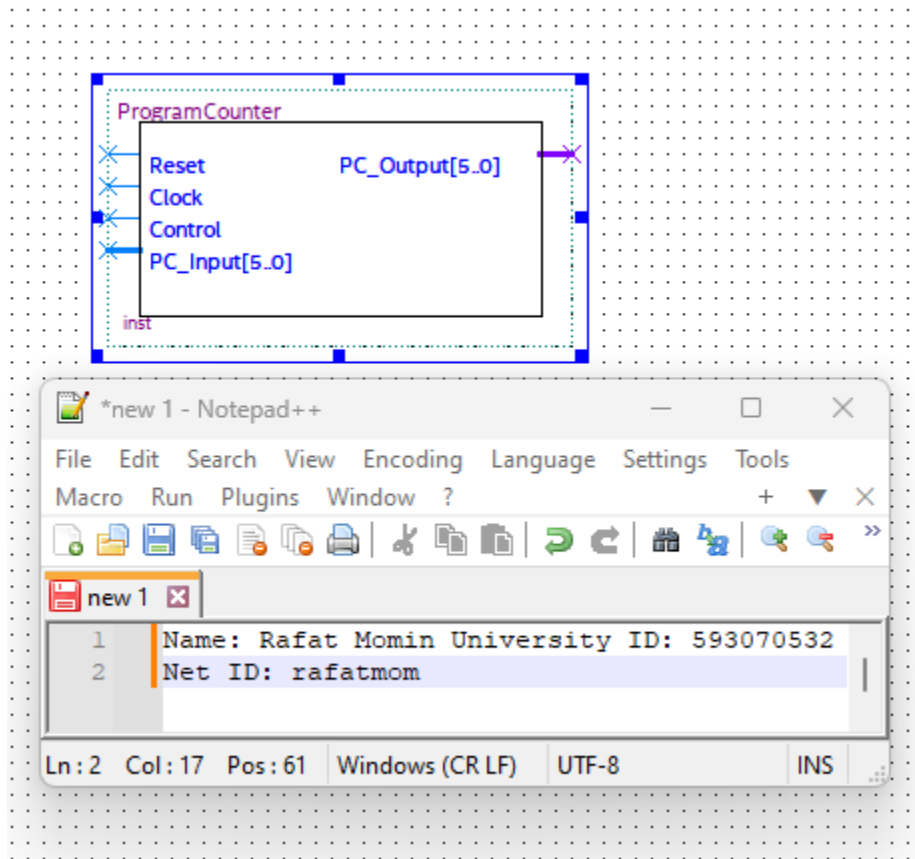 ProgramCounter
Reset PC_Output[5..0]
Clock
Control
PC_Input[5..0]
inst
*new 1 - Notepad++
File Edit Search View Encoding Language Settings Tools
Macro Run Plugins Window ?
new 1
1 Name: Rafat Momin University ID: 593070532
2 Net ID: rafatmom
Ln : 2 Col : 17 Pos : 61 Windows (CR LF) UTF-8 INS